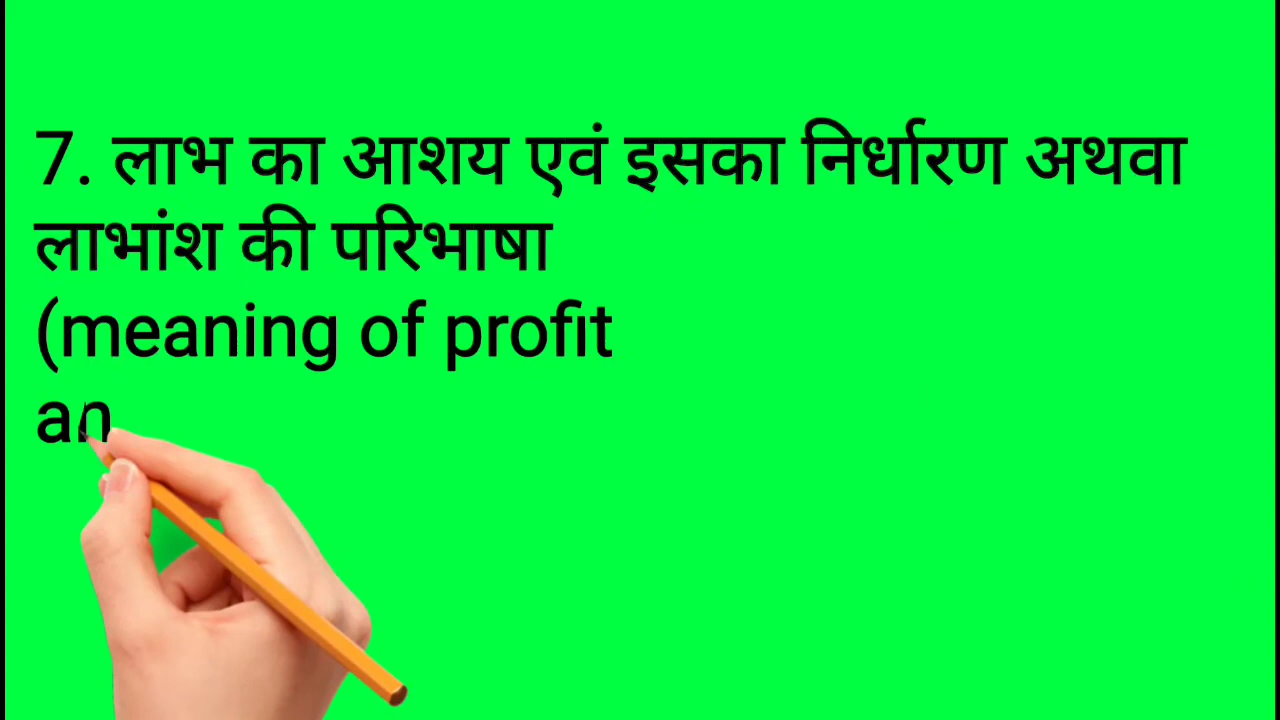 7. लाभ का आशय एवं इसका निर्धारण अथवा
लाभांश की परिभाषा
(meaning of profit
an